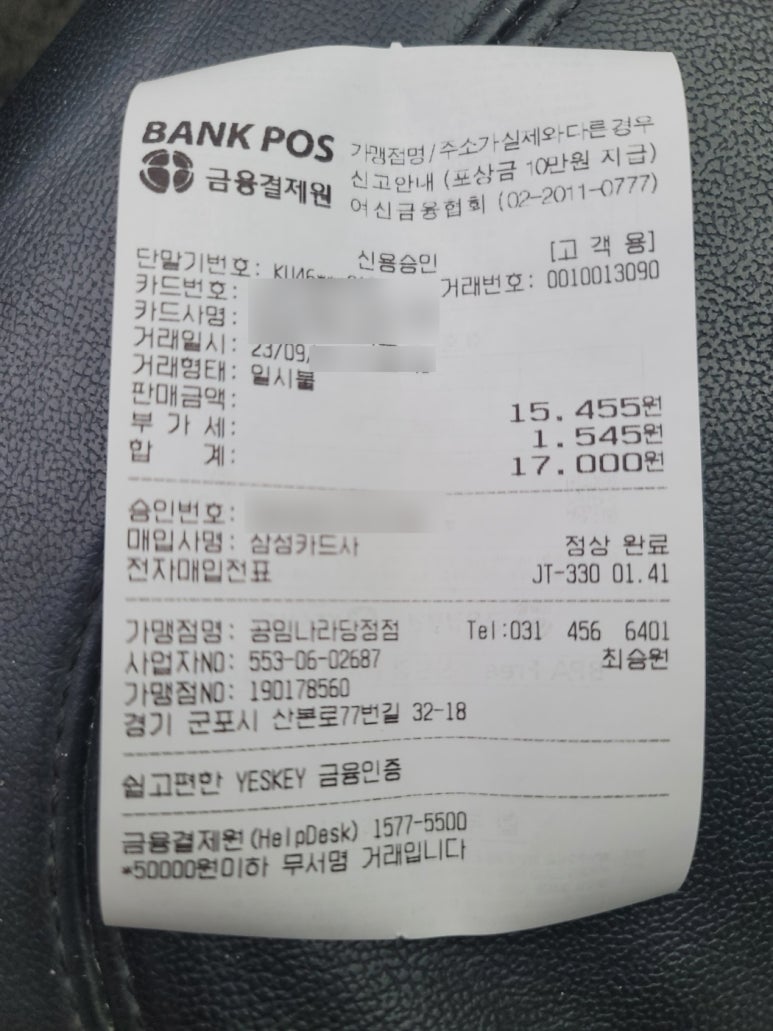 BANK POS
금융결제원
가맹점명/주소가실제와다른경우
신고안내 (포상금 10만원 지급)
여신금융협회 (02-2011-0777)
신용승인 [고 객 용]
단말기번호: 거래번호: 0010013090
카드번호:
카드사명:
거래일시: 23/09/
거래형태: 일시불
판매금액: 15.455원
부 가 세: 1.545원
합 계: 17.000원
승인번호:
매입사명: 삼성카드사 정상 완료
전자매입전표 JT-330 01.41
가맹점명: 공임나라당정점 Tel:031 456 6401
사업자NO: 553-06-02687 최승원
가맹점NO: 190178560
경기 군포시 산본로77번길 32-18
쉽고편한 YESKEY 금융인증
금융결제원(HelpDesk) 1577-5500
*50000원이하 무서명 거래입니다